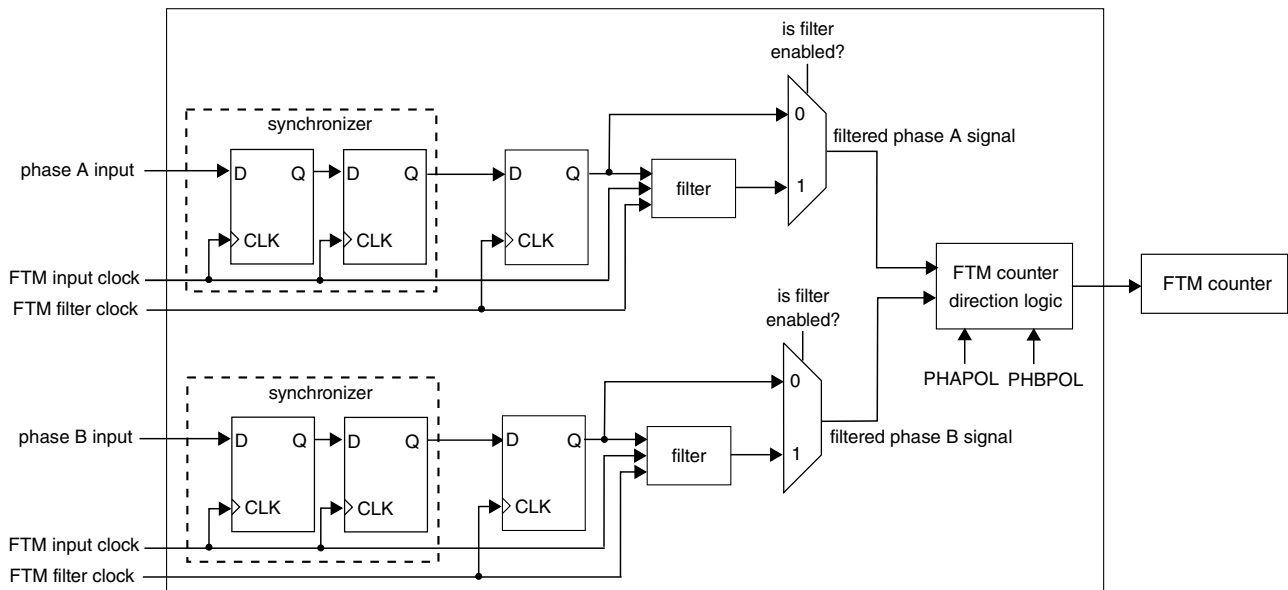 is filter
enabled?
synchronizer
0
filtered phase A signal
phase A input
D Q D Q D Q
filter
1
CLK CLK CLK
FTM input clock
FTM filter clock
FTM counter
direction logic
FTM counter
is filter
enabled?
PHAPOL PHBPOL
synchronizer
0
phase B input
D Q D Q D Q
filtered phase B signal
filter
1
CLK CLK CLK
FTM input clock
FTM filter clock